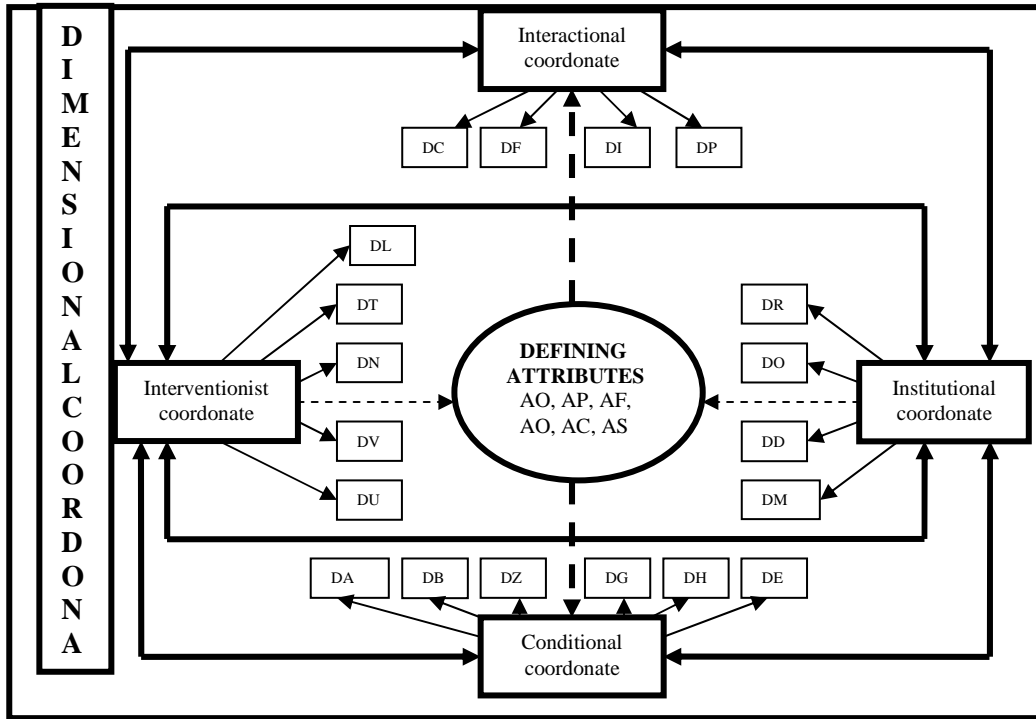 DIMENSIONALCOORDONA
Interactional
coordonate
DC
DF
DI
DP
DL
DT
DN
DV
DU
Interventionist
coordonate
DEFINING
ATTRIBUTES
AO, AP, AF,
AO, AC, AS
DR
DO
DD
DM
Institutional
coordonate
DA
DB
DZ
DG
DH
DE
Conditional
coordonate